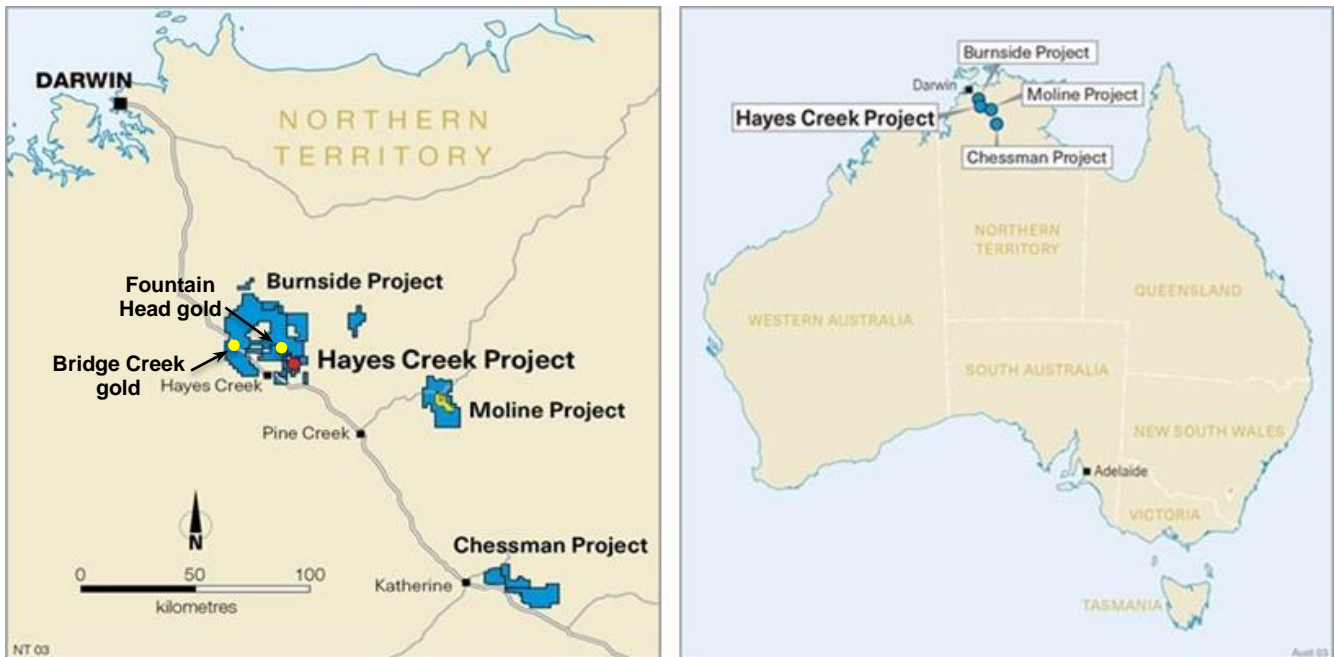 DARWIN
NORTHERN
TERRITORY
Fountain
Head gold
Burnside Project
Bridge Creek
gold
Hayes Creek Project
Hayes Creek
Moline Project
Pine Creek
N
Chessman Project
Katherine
0 50 100
kilometres
NT 03
Burnside Project
Darwin
Moline Project
Hayes Creek Project
Chessman Project
NORTHERN
TERRITORY
QUEENSLAND
WESTERN AUSTRALIA
SOUTH AUSTRALIA
NEW SOUTH WALES
Adelaide
VICTORIA
TASMANIA
Aust 03